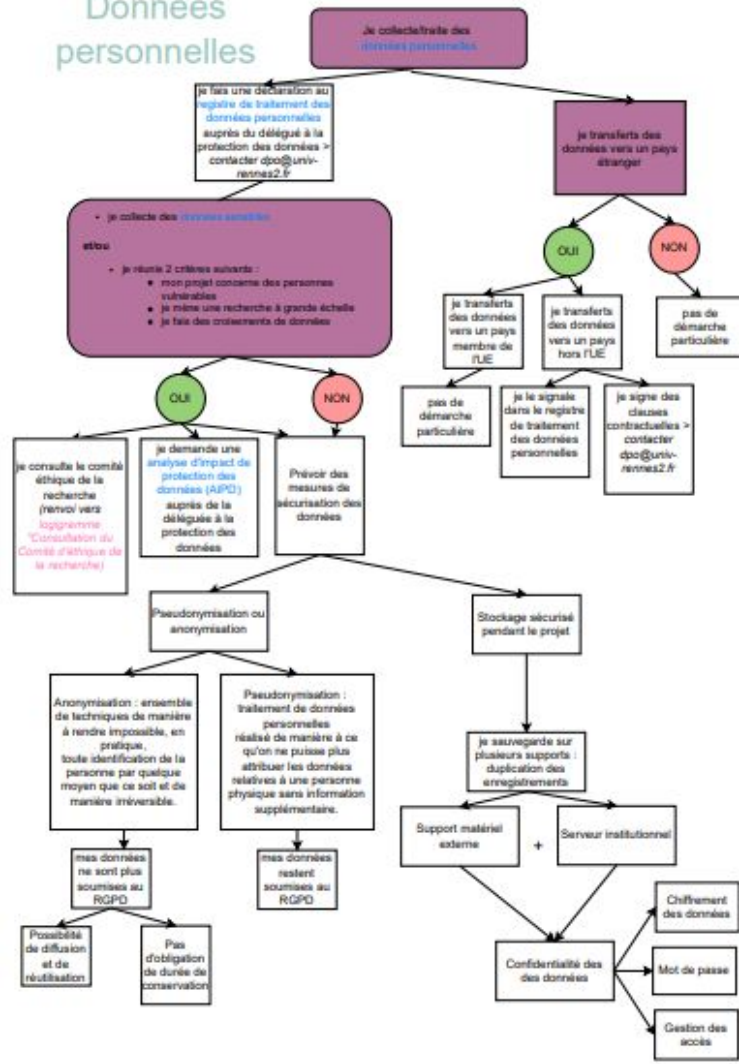 Données
personnelles
Je collecte/traite des
données personnelles
je fais une déclaration au
registre de traitement des
données personnelles
auprès du délégué à la
protection des données >
contacter dpo@univ-
rennes2.fr
je transferts des
données vers un pays
étranger
• je collecte des données sensibles
et/ou
• je réunis 2 critères suivants :
• mon projet concerne des personnes
vulnérables
• je mène une recherche à grande échelle
• je fais des croisements de données
OUI
NON
je transferts
des données
vers un pays
membre de
l'UE
je transferts
des données
vers un pays
hors l'UE
pas de
démarche
particulière
pas de
démarche
particulière
je le signale
dans le registre
de traitement
des données
personnelles
je signe des
clauses
contractuelles >
contacter
dpo@univ-
rennes2.fr
OUI
NON
je consulte le comité
éthique de la
recherche
(renvoi vers
logigramme
"Consultation du
Comité d'éthique de
la recherche)
je demande une
analyse d'impact de
protection des
données (AIPD)
auprès de la
déléguée à la
protection des
données
Prévoir des
mesures de
sécurisation des
données
Pseudonymisation ou
anonymisation
Stockage sécurisé
pendant le projet
Anonymisation : ensemble
de techniques de manière
à rendre impossible, en
pratique,
toute identification de la
personne par quelque
moyen que ce soit et de
manière irréversible.
Pseudonymisation :
traitement de données
personnelles
réalisé de manière à ce
qu'on ne puisse plus
attribuer les données
relatives à une personne
physique sans information
supplémentaire.
je sauvegarde sur
plusieurs supports :
duplication des
enregistrements
Support matériel
externe
+
Serveur institutionnel
mes données
ne sont plus
soumises au
RGPD
mes données
restent
soumises au
RGPD
Possibilité
de diffusion
et de
réutilisation
Pas
d'obligation
de durée de
conservation
Confidentialité des
des données
Chiffrement
des données
Mot de passe
Gestion des
accès